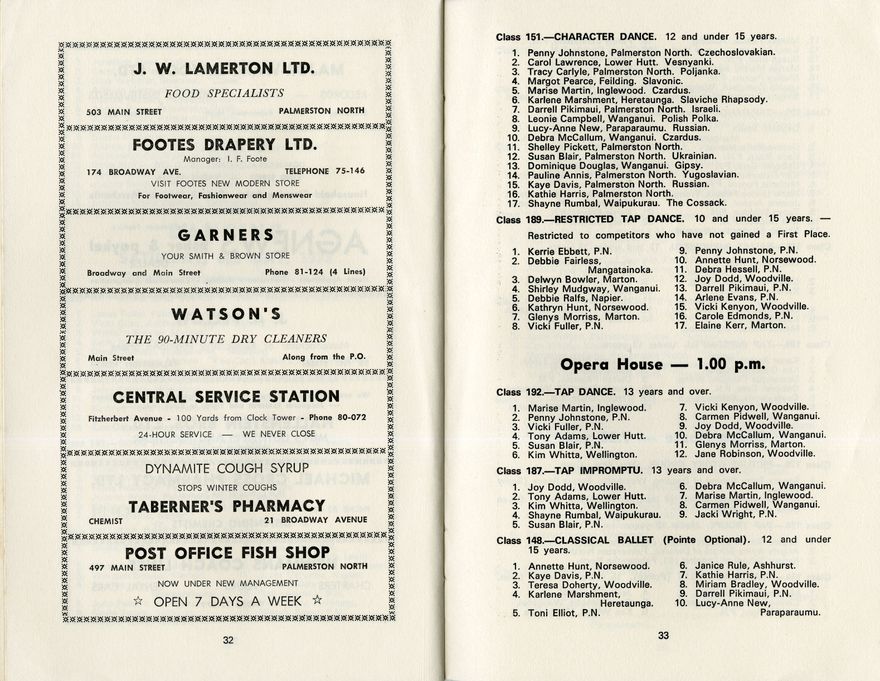 J. W. LAMERTON LTD.
FOOD SPECIALISTS
503 MAIN STREET PALMERSTON NORTH
FOOTES DRAPERY LTD.
Manager: I. F. Foote
174 BROADWAY AVE. TELEPHONE 75-146
VISIT FOOTES NEW MODERN STORE
For Footwear, Fashionwear and Menswear
GARNERS
YOUR SMITH & BROWN STORE
Broadway and Main Street Phone 81-124 (4 Lines)
WATSON'S
THE 90-MINUTE DRY CLEANERS
Main Street Along from the P.O.
CENTRAL SERVICE STATION
Fitzherbert Avenue - 100 Yards from Clock Tower - Phone 80-072
24-HOUR SERVICE — WE NEVER CLOSE
DYNAMITE COUGH SYRUP
STOPS WINTER COUGHS
TABERNER'S PHARMACY
CHEMIST 21 BROADWAY AVENUE
POST OFFICE FISH SHOP
497 MAIN STREET PALMERSTON NORTH
NOW UNDER NEW MANAGEMENT
☆ OPEN 7 DAYS A WEEK ☆
32
Class 151.—CHARACTER DANCE. 12 and under 15 years.
1. Penny Johnstone, Palmerston North. Czechoslovakian.
2. Carol Lawrence, Lower Hutt. Vesnyanki.
3. Tracy Carlyle, Palmerston North. Poljanka.
4. Margot Pearce, Feilding. Slavonic.
5. Marise Martin, Inglewood. Czardus.
6. Karlene Marshment, Heretaunga. Slaviche Rhapsody.
7. Darrell Pikimaui, Palmerston North. Israeli.
8. Leonie Campbell, Wanganui. Polish Polka.
9. Lucy-Anne New, Paraparaumu. Russian.
10. Debra McCallum, Wanganui. Czardus.
11. Shelley Pickett, Palmerston North.
12. Susan Blair, Palmerston North. Ukrainian.
13. Dominique Douglas, Wanganui. Gipsy.
14. Pauline Annis, Palmerston North. Yugoslavian.
15. Kaye Davis, Palmerston North. Russian.
16. Kathie Harris, Palmerston North.
17. Shayne Rumbal, Waipukurau. The Cossack.
Class 189.—RESTRICTED TAP DANCE. 10 and under 15 years. —
Restricted to competitors who have not gained a First Place.
1. Kerrie Ebbett, P.N.
2. Debbie Fairless,
Mangatainoka.
3. Delwyn Bowler, Marton.
4. Shirley Mudgway, Wanganui.
5. Debbie Ralfs, Napier.
6. Kathryn Hunt, Norsewood.
7. Glenys Morriss, Marton.
8. Vicki Fuller, P.N.
9. Penny Johnstone, P.N.
10. Annette Hunt, Norsewood.
11. Debra Hessell, P.N.
12. Joy Dodd, Woodville.
13. Darrell Pikimaui, P.N.
14. Arlene Evans, P.N.
15. Vicki Kenyon, Woodville.
16. Carole Edmonds, P.N.
17. Elaine Kerr, Marton.
Opera House — 1.00 p.m.
Class 192.—TAP DANCE. 13 years and over.
1. Marise Martin, Inglewood.
2. Penny Johnstone, P.N.
3. Vicki Fuller, P.N.
4. Tony Adams, Lower Hutt.
5. Susan Blair, P.N.
6. Kim Whitta, Wellington.
7. Vicki Kenyon, Woodville.
8. Carmen Pidwell, Wanganui.
9. Joy Dodd, Woodville.
10. Debra McCallum, Wanganui.
11. Glenys Morriss, Marton.
12. Jane Robinson, Woodville.
Class 187.—TAP IMPROMPTU. 13 years and over.
1. Joy Dodd, Woodville.
2. Tony Adams, Lower Hutt.
3. Kim Whitta, Wellington.
4. Shayne Rumbal, Waipukurau.
5. Susan Blair, P.N.
6. Debra McCallum, Wanganui.
7. Marise Martin, Inglewood.
8. Carmen Pidwell, Wanganui.
9. Jacki Wright, P.N.
Class 148.—CLASSICAL BALLET (Pointe Optional). 12 and under
15 years.
1. Annette Hunt, Norsewood.
2. Kaye Davis, P.N.
3. Teresa Doherty, Woodville.
4. Karlene Marshment,
Heretaunga.
5. Toni Elliot, P.N.
6. Janice Rule, Ashhurst.
7. Kathie Harris, P.N.
8. Miriam Bradley, Woodville.
9. Darrell Pikimaui, P.N.
10. Lucy-Anne New,
Paraparaumu.
33